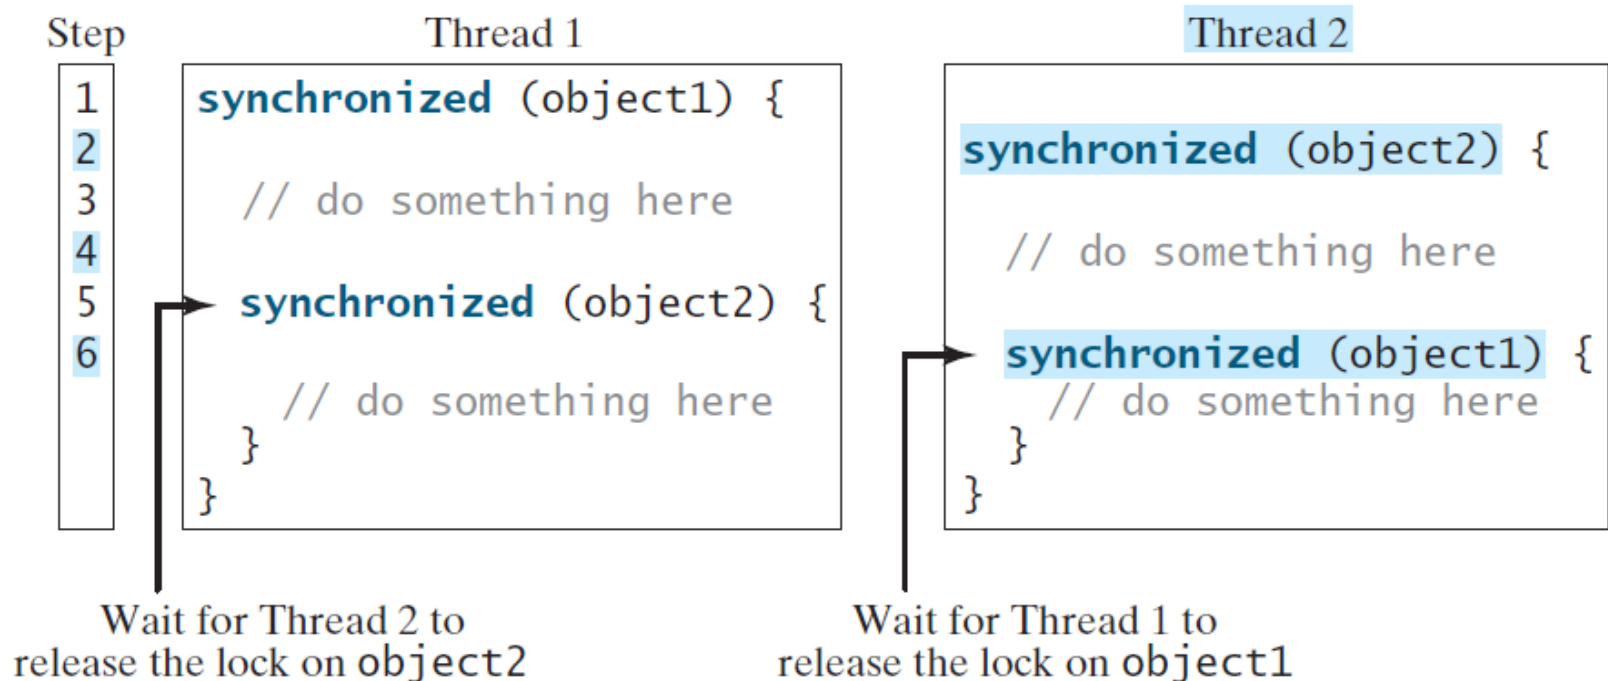 Step Thread 1 Thread 2
1 synchronized (object1) {
2 synchronized (object2) {
3 // do something here
4 // do something here
5 synchronized (object2) {
6 synchronized (object1) {
// do something here // do something here
} }
} }
Wait for Thread 2 to Wait for Thread 1 to
release the lock on object2 release the lock on object1